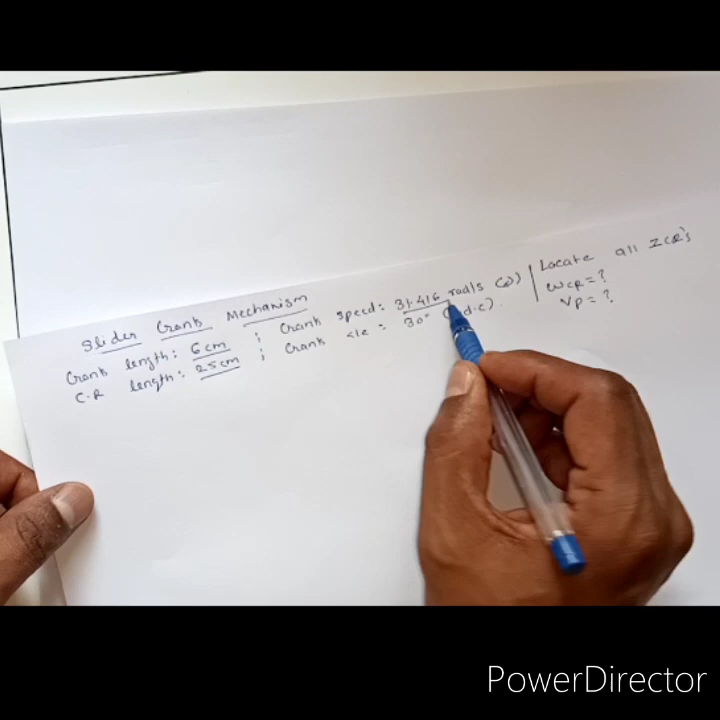 Slider Crank Mechanism
Crank length: 6 cm ; Crank speed: 31.416 rad/s (↻) | Locate all ICR's
C.R length: 25 cm ; Crank ∠le : 30° (d.c). ωCR = ?
VP = ?
PowerDirector